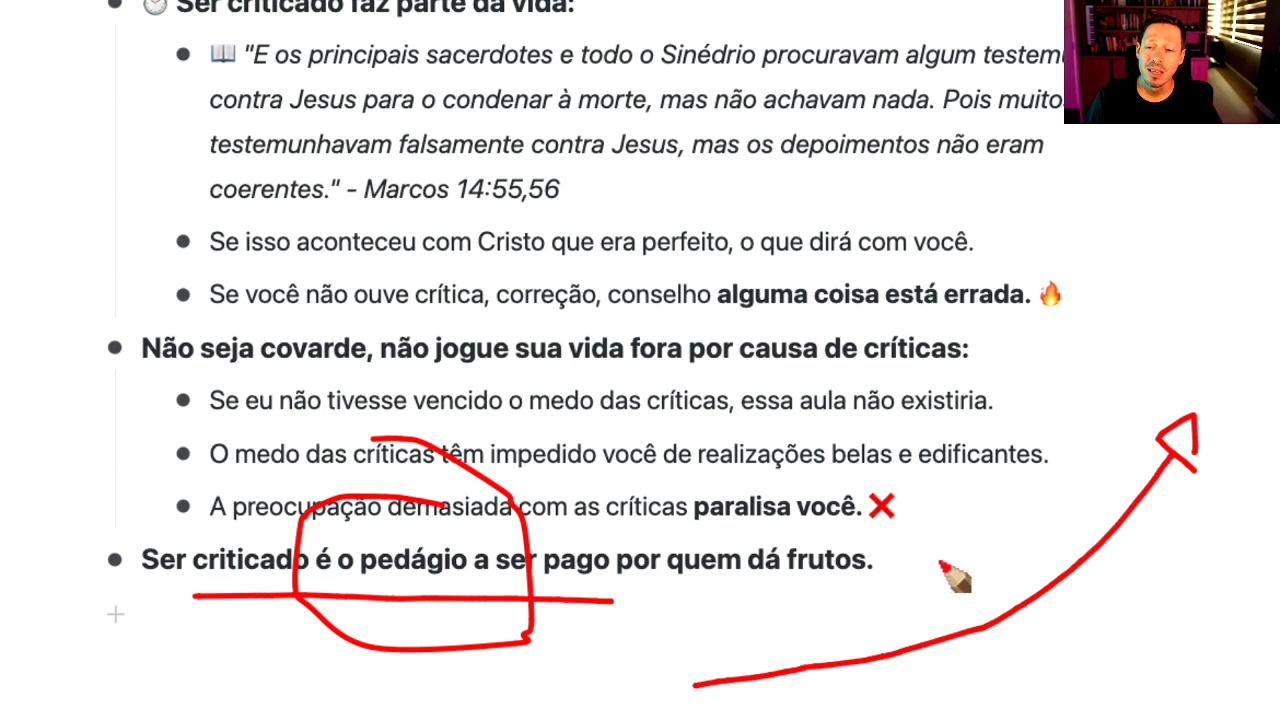 Ser criticado faz parte da vida:
"E os principais sacerdotes e todo o Sinédrio procuravam algum
contra Jesus para o condenar à morte, mas não achavam nada. Pois
testemunhavam falsamente contra Jesus, mas os depoimentos não eram
coerentes." - Marcos 14:55,56
Se isso aconteceu com Cristo que era perfeito, o que dirá com você.
Se você não ouve crítica, correção, conselho alguma coisa está errada. 🔥
Não seja covarde, não jogue sua vida fora por causa de críticas:
Se eu não tivesse vencido o medo das críticas, essa aula não existiria.
O medo das críticas têm impedido você de realizações belas e edificantes.
A preocupação demasiada com as críticas paralisa você. ❌
Ser criticado é o pedágio a ser pago por quem dá frutos.